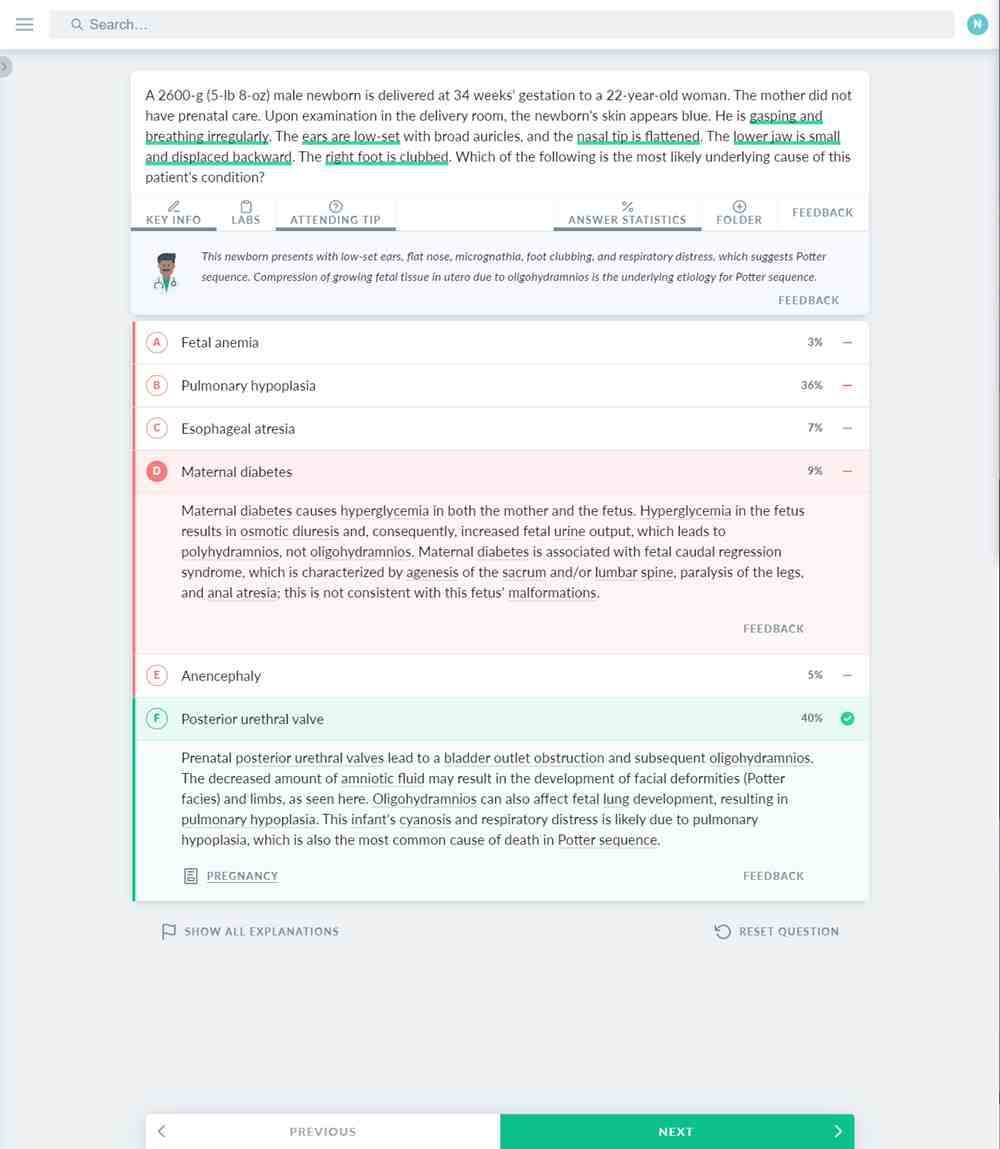 Search...
N
A 2600-g (5-lb 8-oz) male newborn is delivered at 34 weeks' gestation to a 22-year-old woman. The mother did not
have prenatal care. Upon examination in the delivery room, the newborn's skin appears blue. He is gasping and
breathing irregularly. The ears are low-set with broad auricles, and the nasal tip is flattened. The lower jaw is small
and displaced backward. The right foot is clubbed. Which of the following is the most likely underlying cause of this
patient's condition?
KEY INFO LABS ATTENDING TIP ANSWER STATISTICS FOLDER FEEDBACK
This newborn presents with low-set ears, flat nose, micrognathia, foot clubbing, and respiratory distress, which suggests Potter
sequence. Compression of growing fetal tissue in utero due to oligohydramnios is the underlying etiology for Potter sequence.
FEEDBACK
A Fetal anemia 3%
B Pulmonary hypoplasia 36%
C Esophageal atresia 7%
D Maternal diabetes 9%
Maternal diabetes causes hyperglycemia in both the mother and the fetus. Hyperglycemia in the fetus
results in osmotic diuresis and, consequently, increased fetal urine output, which leads to
polyhydramnios, not oligohydramnios. Maternal diabetes is associated with fetal caudal regression
syndrome, which is characterized by agenesis of the sacrum and/or lumbar spine, paralysis of the legs,
and anal atresia; this is not consistent with this fetus' malformations.
FEEDBACK
E Anencephaly 5%
F Posterior urethral valve 40%
Prenatal posterior urethral valves lead to a bladder outlet obstruction and subsequent oligohydramnios.
The decreased amount of amniotic fluid may result in the development of facial deformities (Potter
facies) and limbs, as seen here. Oligohydramnios can also affect fetal lung development, resulting in
pulmonary hypoplasia. This infant's cyanosis and respiratory distress is likely due to pulmonary
hypoplasia, which is also the most common cause of death in Potter sequence.
PREGNANCY FEEDBACK
SHOW ALL EXPLANATIONS RESET QUESTION
PREVIOUS NEXT